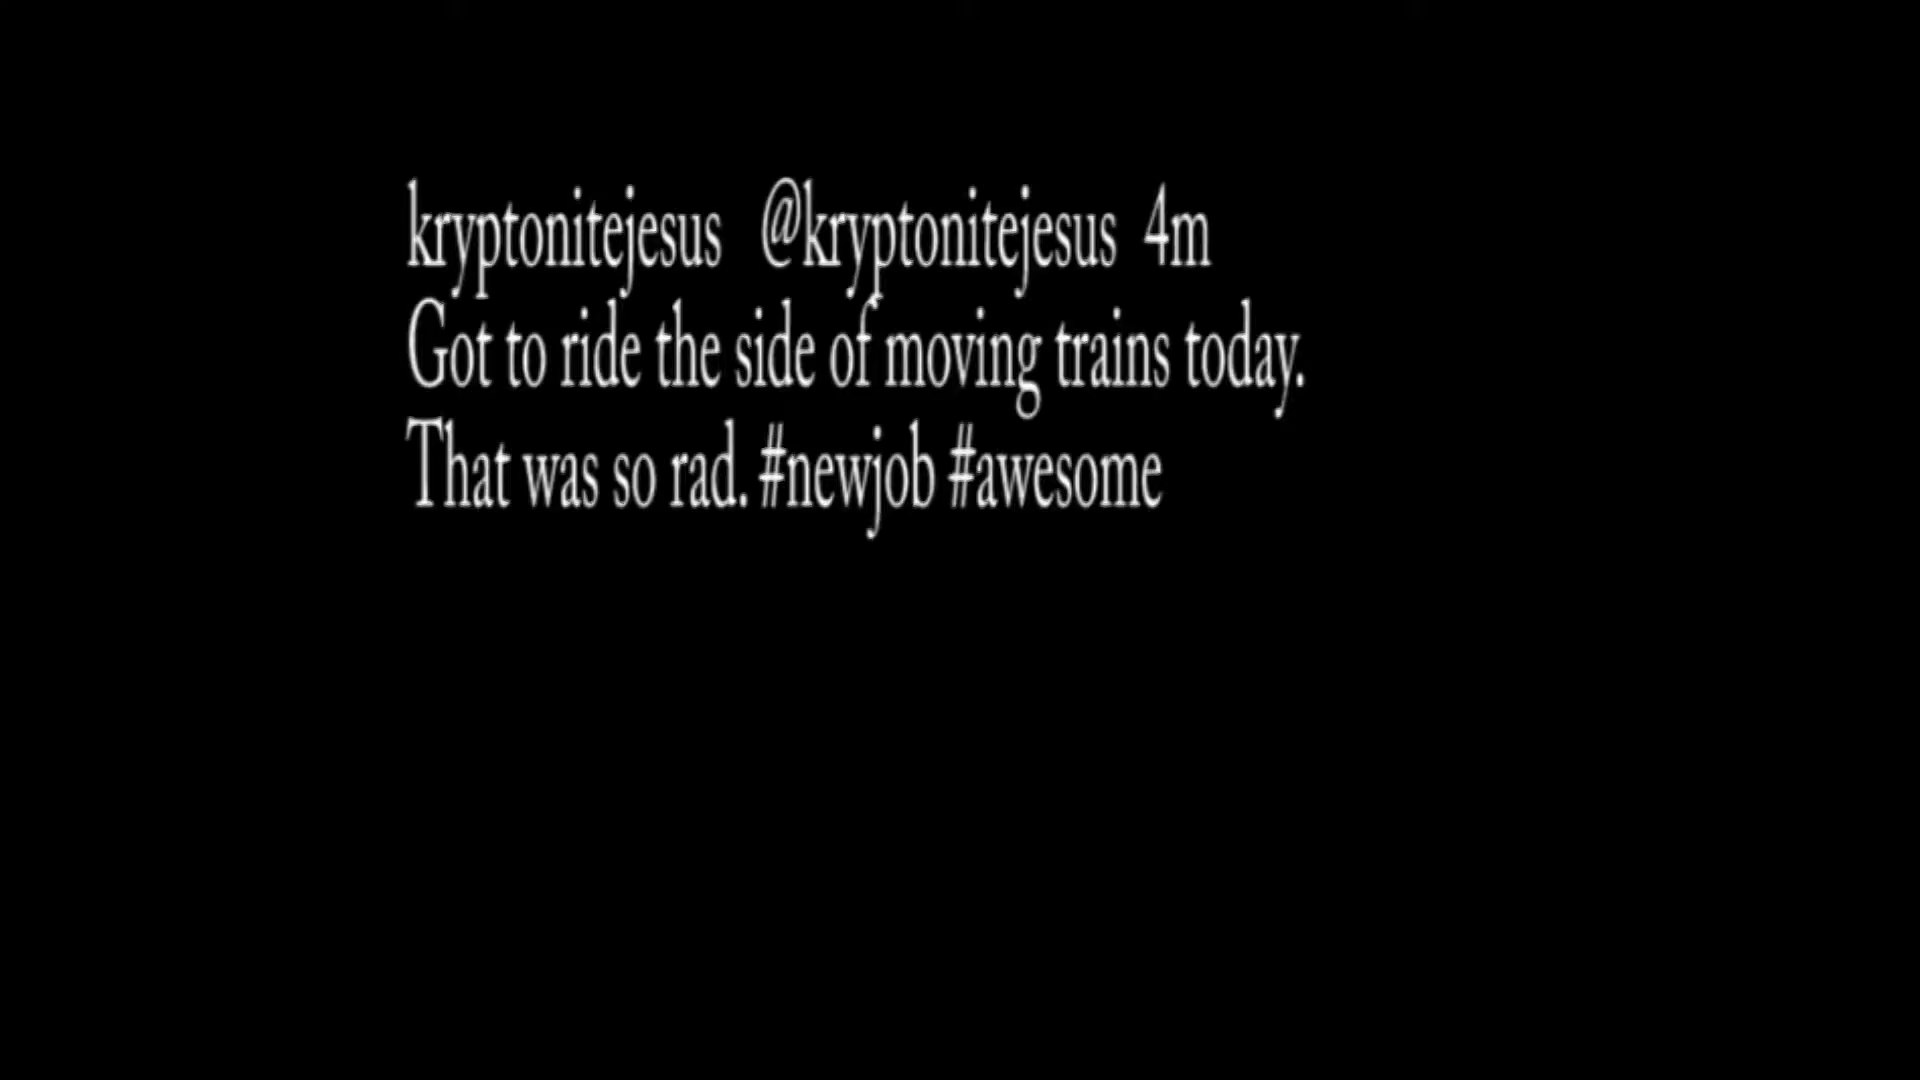 kryptonitejesus @kryptonitejesus 4m
Got to ride the side of moving trains today.
That was so rad. #newjob #awesome